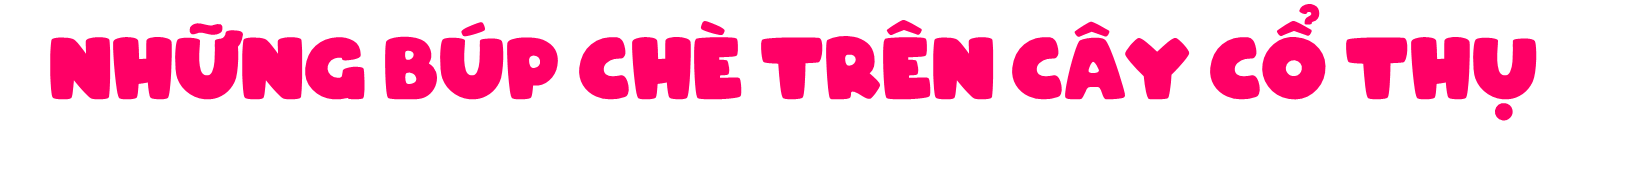 NHỮNG BÚP CHÈ TRÊN CÂY CỔ THỤ